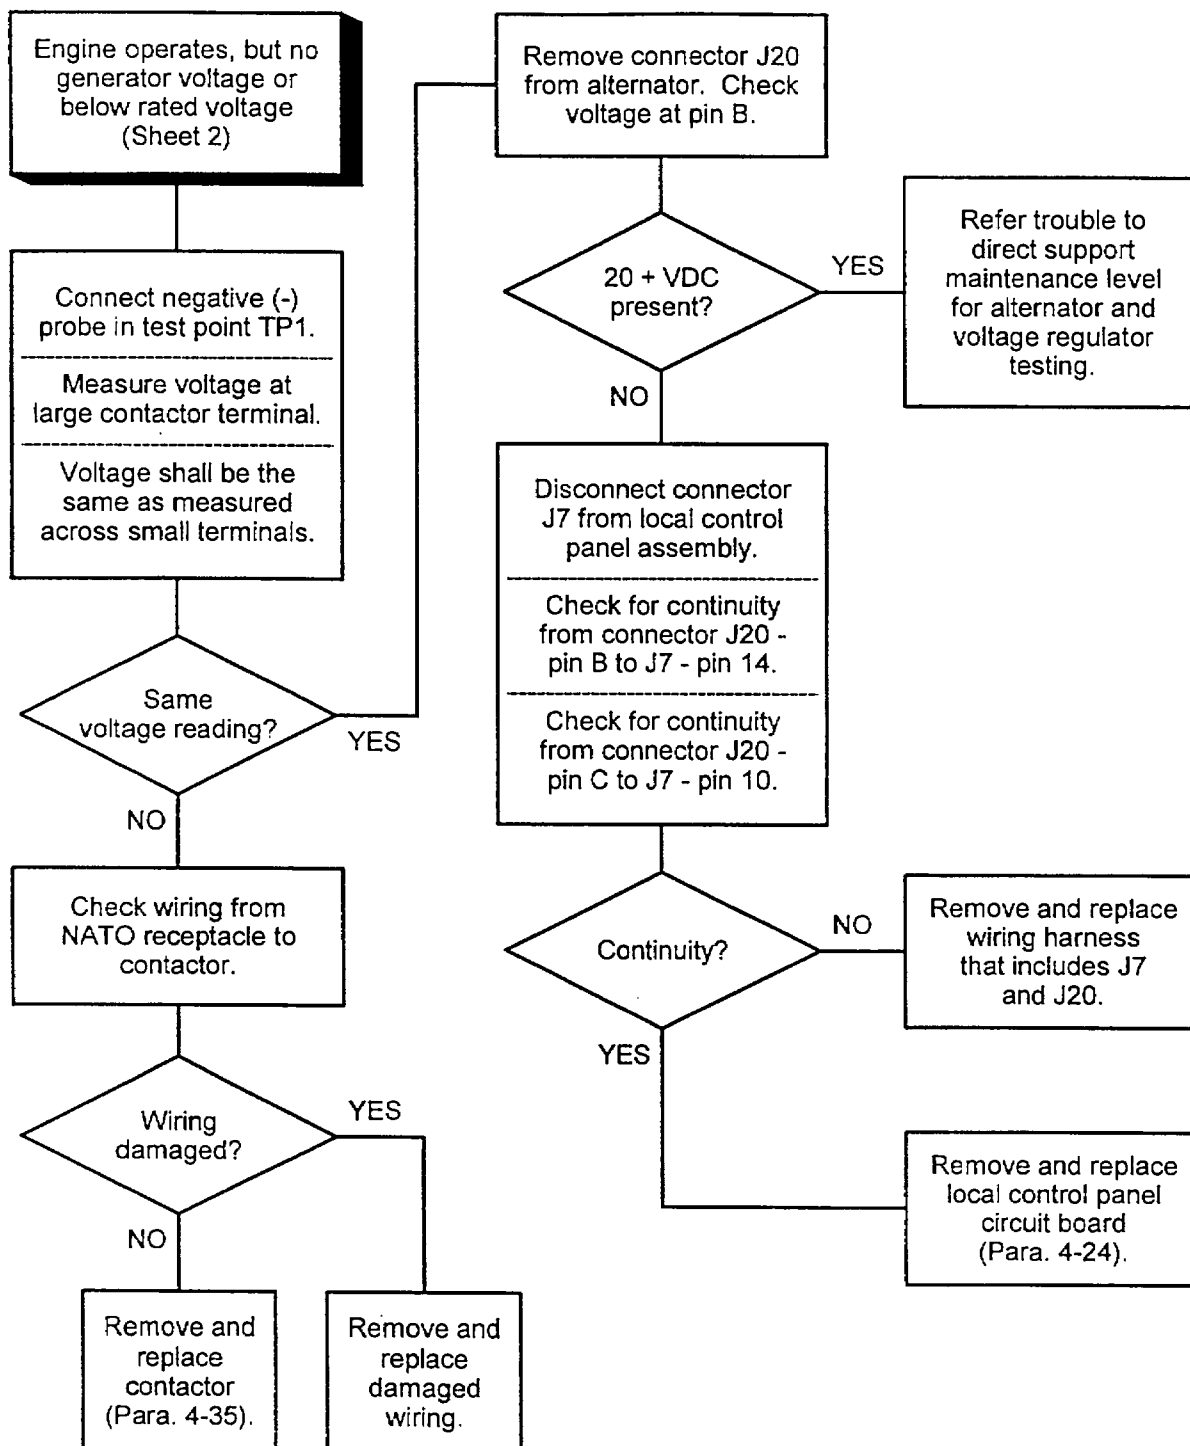 Engine operates, but no
generator voltage or
below rated voltage
(Sheet 2)
Connect negative (-)
probe in test point TP1.
Measure voltage at
large contactor terminal.
Voltage shall be the
same as measured
across small terminals.
Same
voltage reading?
YES
NO
Check wiring from
NATO receptacle to
contactor.
Wiring
damaged?
YES
NO
Remove and
replace
contactor
(Para. 4-35).
Remove and
replace
damaged
wiring.
Remove connector J20
from alternator. Check
voltage at pin B.
20 + VDC
present?
YES
NO
Refer trouble to
direct support
maintenance level
for alternator and
voltage regulator
testing.
Disconnect connector
J7 from local control
panel assembly.
Check for continuity
from connector J20 -
pin B to J7 - pin 14.
Check for continuity
from connector J20 -
pin C to J7 - pin 10.
Continuity?
NO
YES
Remove and replace
wiring harness
that includes J7
and J20.
Remove and replace
local control panel
circuit board
(Para. 4-24).